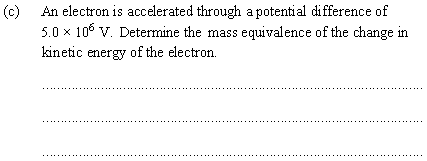 (c) An electron is accelerated through a potential difference of
5.0 × 10⁶ V. Determine the mass equivalence of the change in
kinetic energy of the electron.